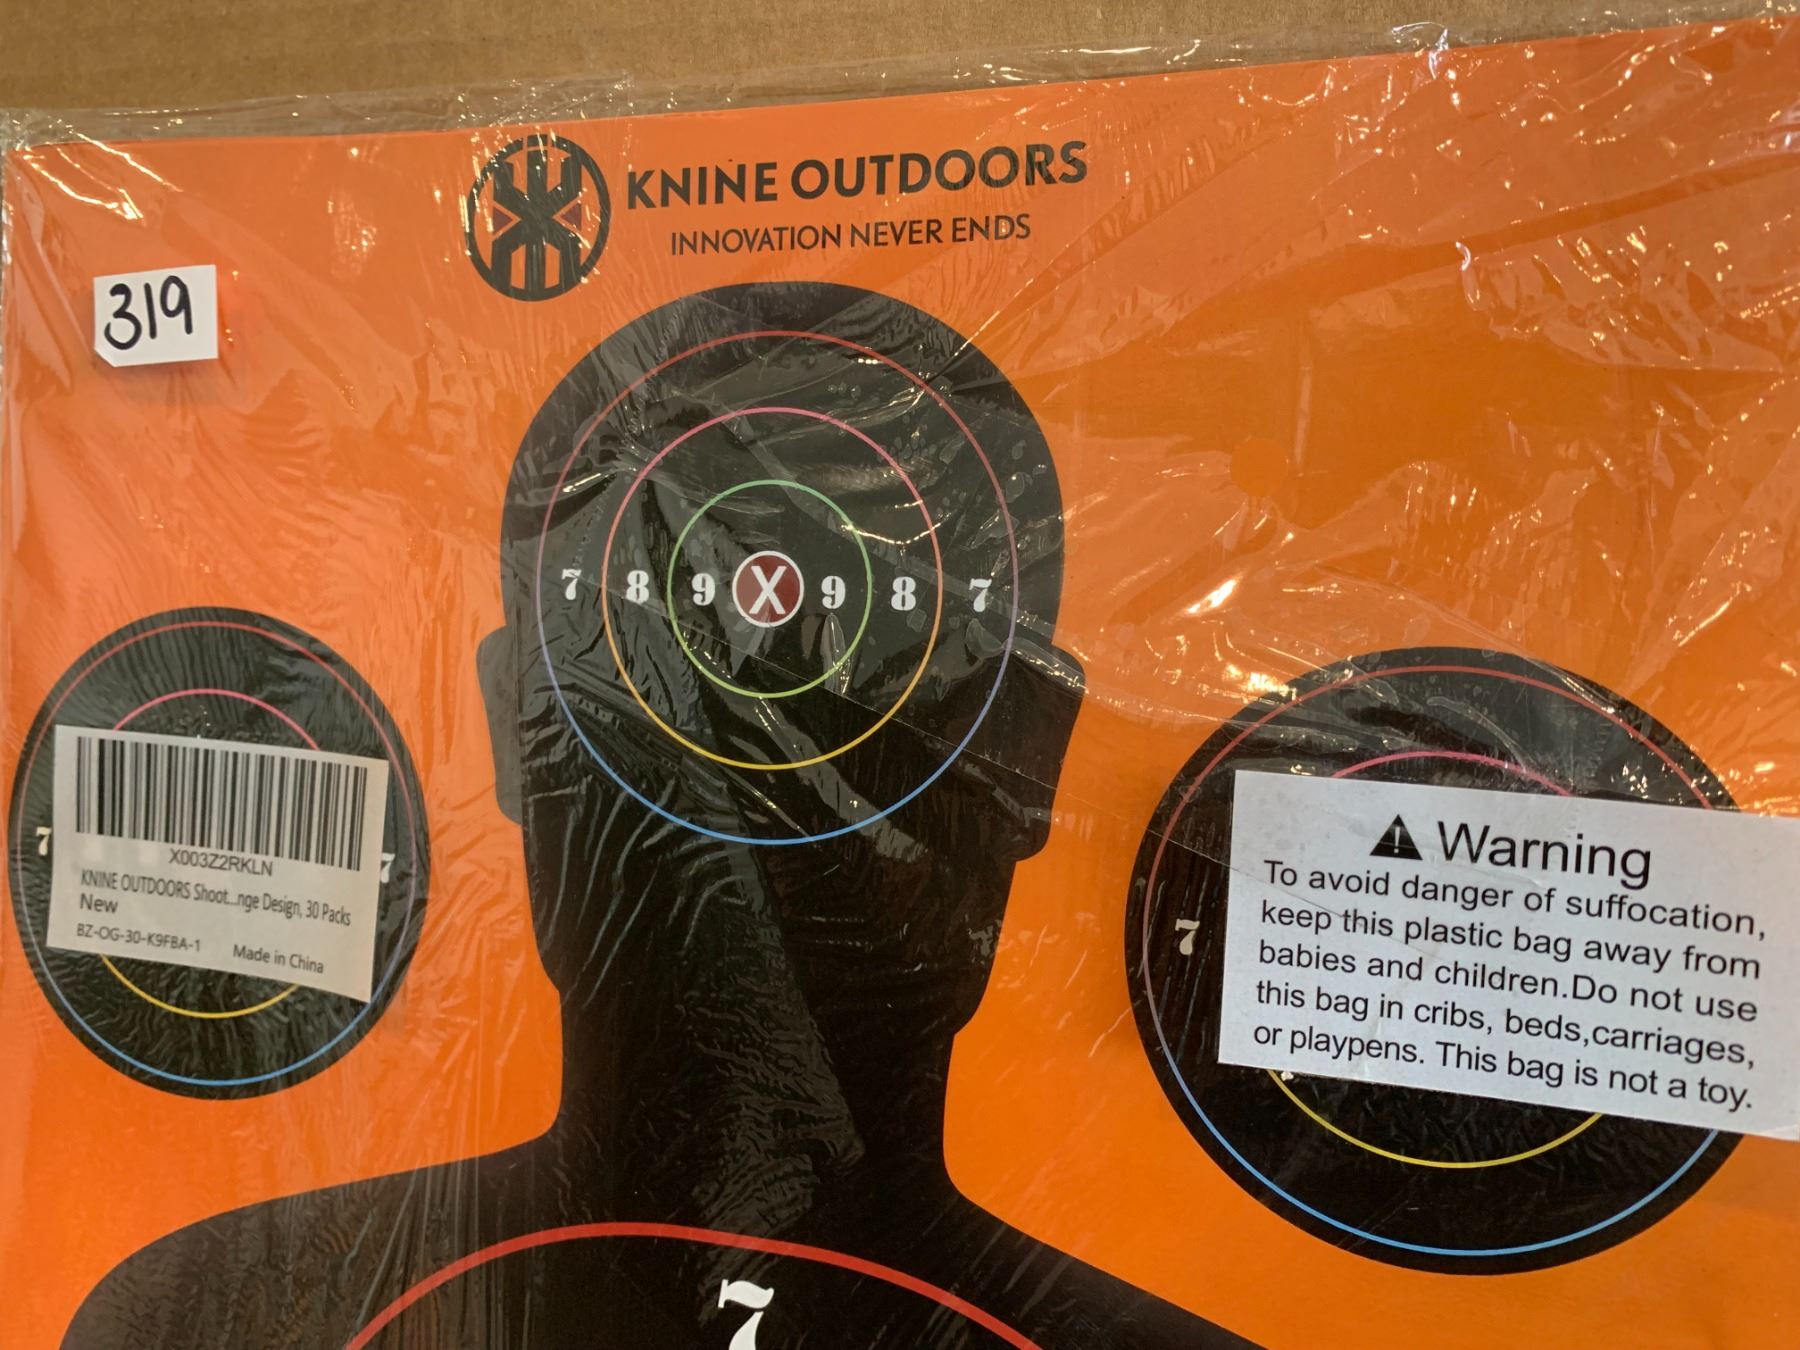 KNINE OUTDOORS
INNOVATION NEVER ENDS
319
7 8 9 X 9 8 7
7 7
X003Z2RKLN
KNINE OUTDOORS Shoot...nge Design, 30 Packs
New
BZ-OG-30-K9FBA-1 Made in China
7
Warning
To avoid danger of suffocation,
keep this plastic bag away from
babies and children.Do not use
this bag in cribs, beds,carriages,
or playpens. This bag is not a toy.
7